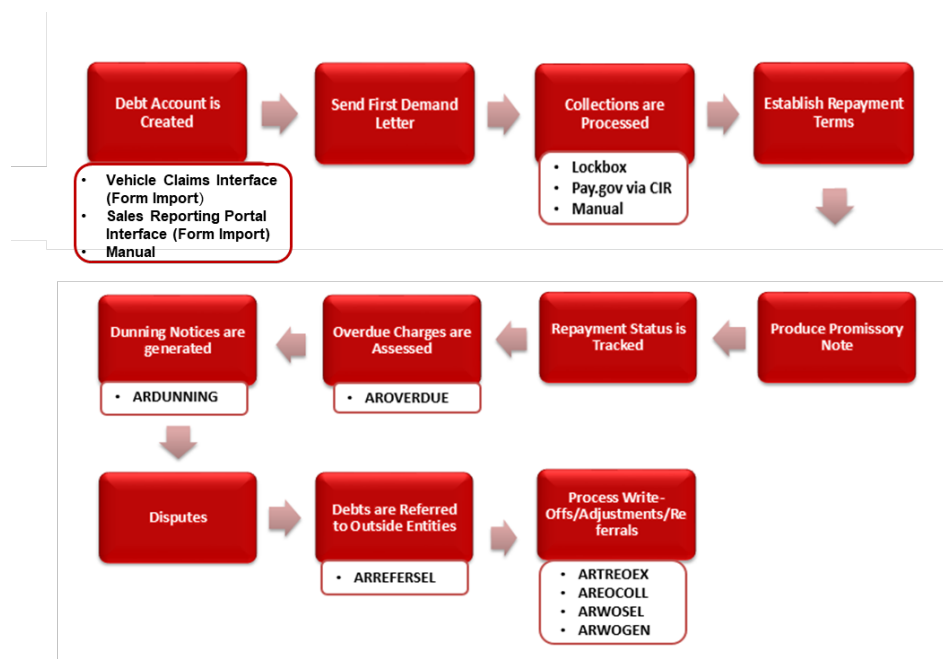 Debt Account is
Created
Send First Demand
Letter
Collections are
Processed
Establish Repayment
Terms
• Vehicle Claims Interface
(Form Import)
• Sales Reporting Portal
Interface (Form Import)
• Manual
• Lockbox
• Pay.gov via CIR
• Manual
Produce Promissory
Note
Repayment Status is
Tracked
Overdue Charges are
Assessed
• AROVERDUE
Dunning Notices are
generated
• ARDUNNING
Disputes
Debts are Referred
to Outside Entities
• ARREFERSEL
Process Write-
Offs/Adjustments/Re
ferrals
• ARTREOEX
• AREOCOLL
• ARWOSEL
• ARWOGEN